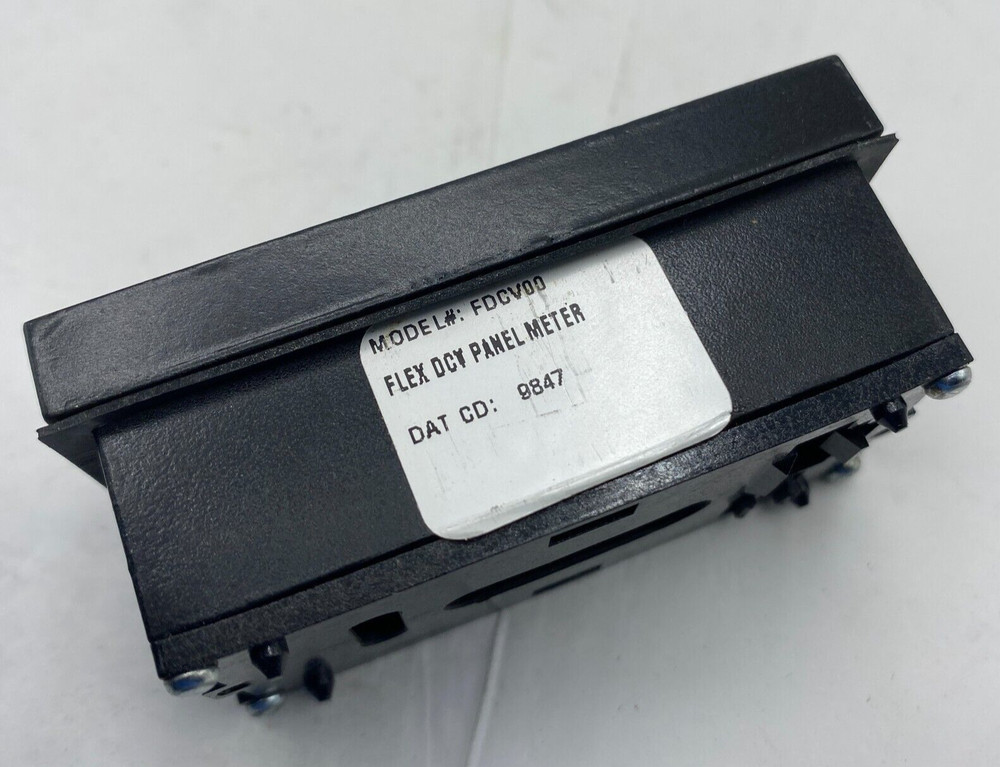 MODEL#: FDCV00
FLEX DCV PANEL METER
DAT CD: 9847